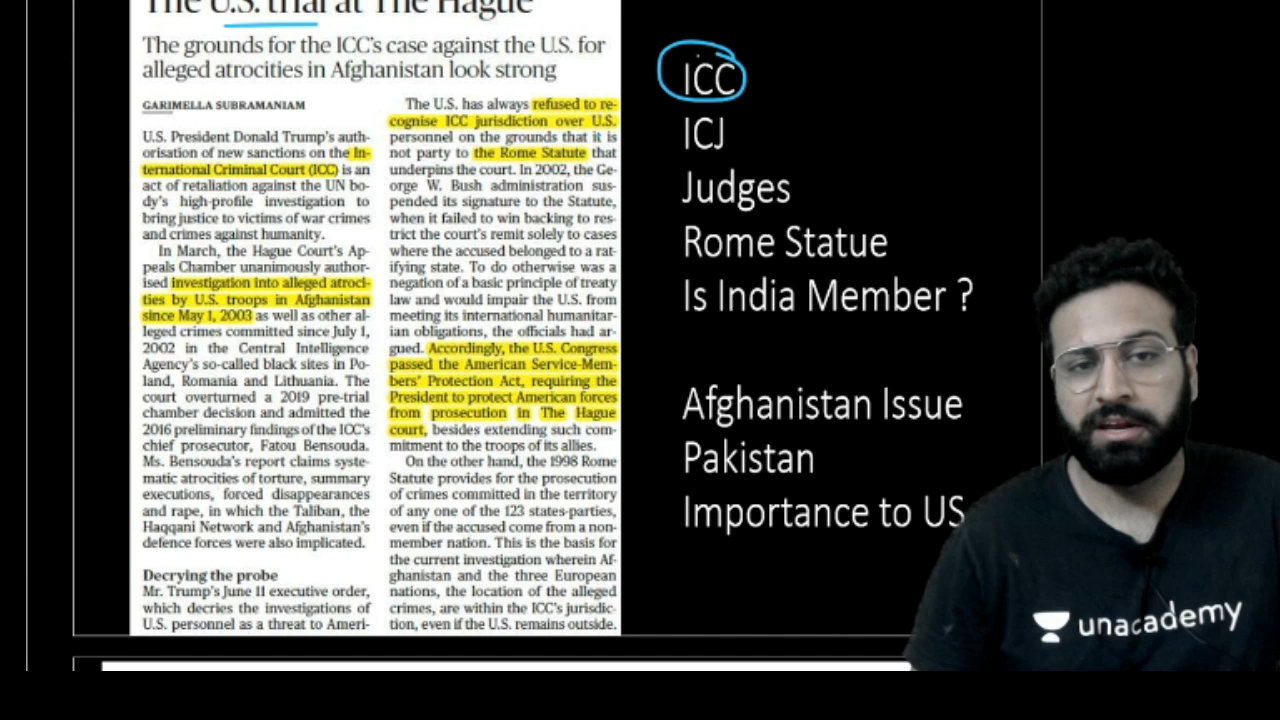 The U.S. trial at The Hague
The grounds for the ICC's case against the U.S. for
alleged atrocities in Afghanistan look strong
GARIMELLA SUBRAMANIAM
U.S. President Donald Trump's auth-
orisation of new sanctions on the In-
ternational Criminal Court (ICC) is an
act of retaliation against the UN bo-
dy's high-profile investigation to
bring justice to victims of war crimes
and crimes against humanity.
In March, the Hague Court's Ap-
peals Chamber unanimously author-
ised investigation into alleged atroci-
ties by U.S. troops in Afghanistan
since May 1, 2003 as well as other al-
leged crimes committed since July 1,
2002 in the Central Intelligence
Agency's so-called black sites in Po-
land, Romania and Lithuania. The
court overturned a 2019 pre-trial
chamber decision and admitted the
2016 preliminary findings of the ICC's
chief prosecutor, Fatou Bensouda.
Ms. Bensouda's report claims syste-
matic atrocities of torture, summary
executions, forced disappearances
and rape, in which the Taliban, the
Haqqani Network and Afghanistan's
defence forces were also implicated.
Decrying the probe
Mr. Trump's June 11 executive order,
which decries the investigations of
U.S. personnel as a threat to Ameri-
The U.S. has always refused to re-
cognise ICC jurisdiction over U.S.
personnel on the grounds that it is
not party to the Rome Statute that
underpins the court. In 2002, the Ge-
orge W. Bush administration sus-
pended its signature to the Statute,
when it failed to win backing to res-
trict the court's remit solely to cases
where the accused belonged to a rat-
ifying state. To do otherwise was a
negation of a basic principle of treaty
law and would impair the U.S. from
meeting its international humanitar-
ian obligations, the officials had ar-
gued. Accordingly, the U.S. Congress
passed the American Service-Mem-
bers' Protection Act, requiring the
President to protect American forces
from prosecution in The Hague
court, besides extending such com-
mitment to the troops of its allies.
On the other hand, the 1998 Rome
Statute provides for the prosecution
of crimes committed in the territory
of any one of the 123 states-parties,
even if the accused come from a non-
member nation. This is the basis for
the current investigation wherein Af-
ghanistan and the three European
nations, the location of the alleged
crimes, are within the ICC's jurisdic-
tion, even if the U.S. remains outside.
ICC
ICJ
Judges
Rome Statue
Is India Member ?
Afghanistan Issue
Pakistan
Importance to US
unacademy